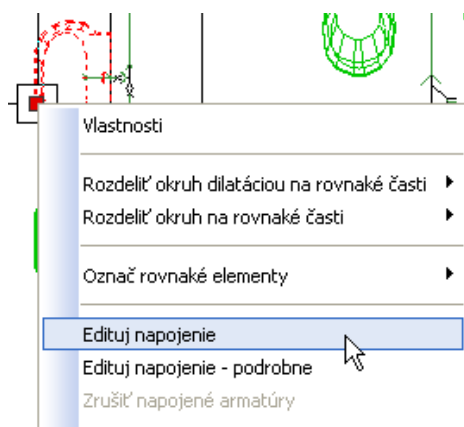 Vlastnosti
Rozdeliť okruh dilatáciou na rovnaké časti
Rozdeliť okruh na rovnaké časti
Označ rovnaké elementy
Edituj napojenie
Edituj napojenie - podrobne
Zrušiť napojené armatúry